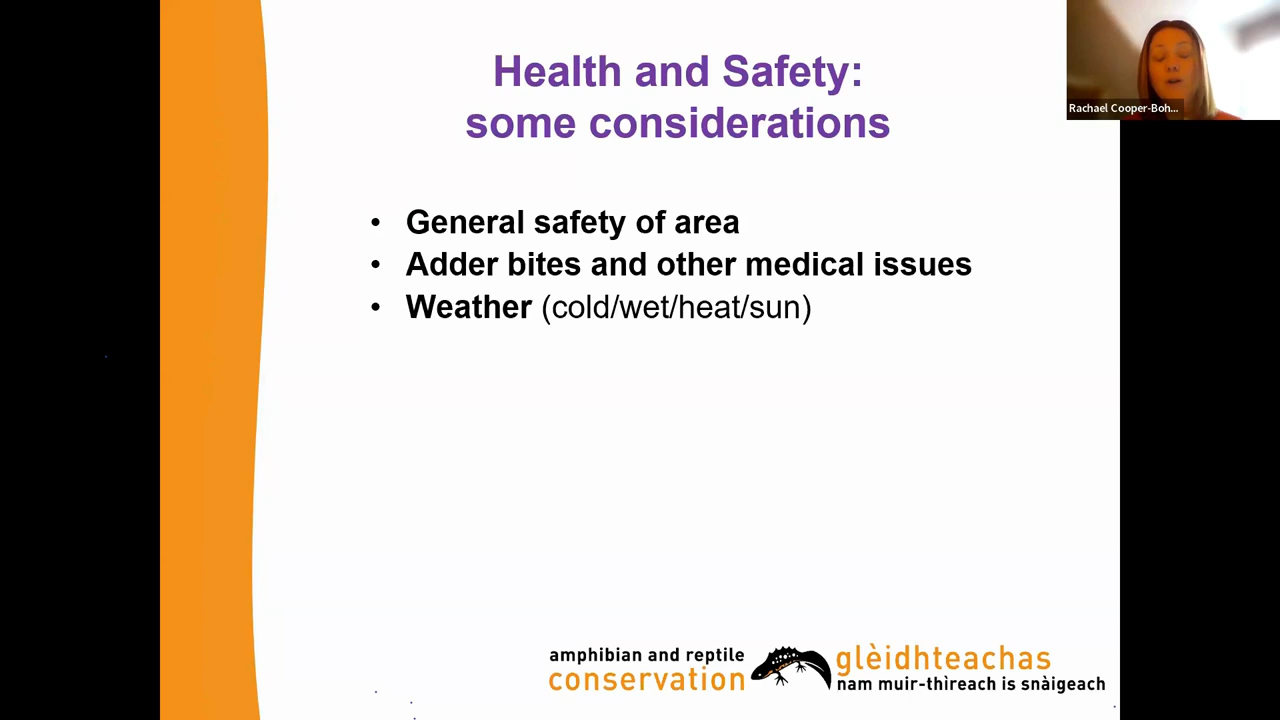 Health and Safety:
some considerations
Rachael Cooper-Boh...
• General safety of area
• Adder bites and other medical issues
• Weather (cold/wet/heat/sun)
amphibian and reptile
conservation
glèidhteachas
nam muir-thìreach is snàigeach